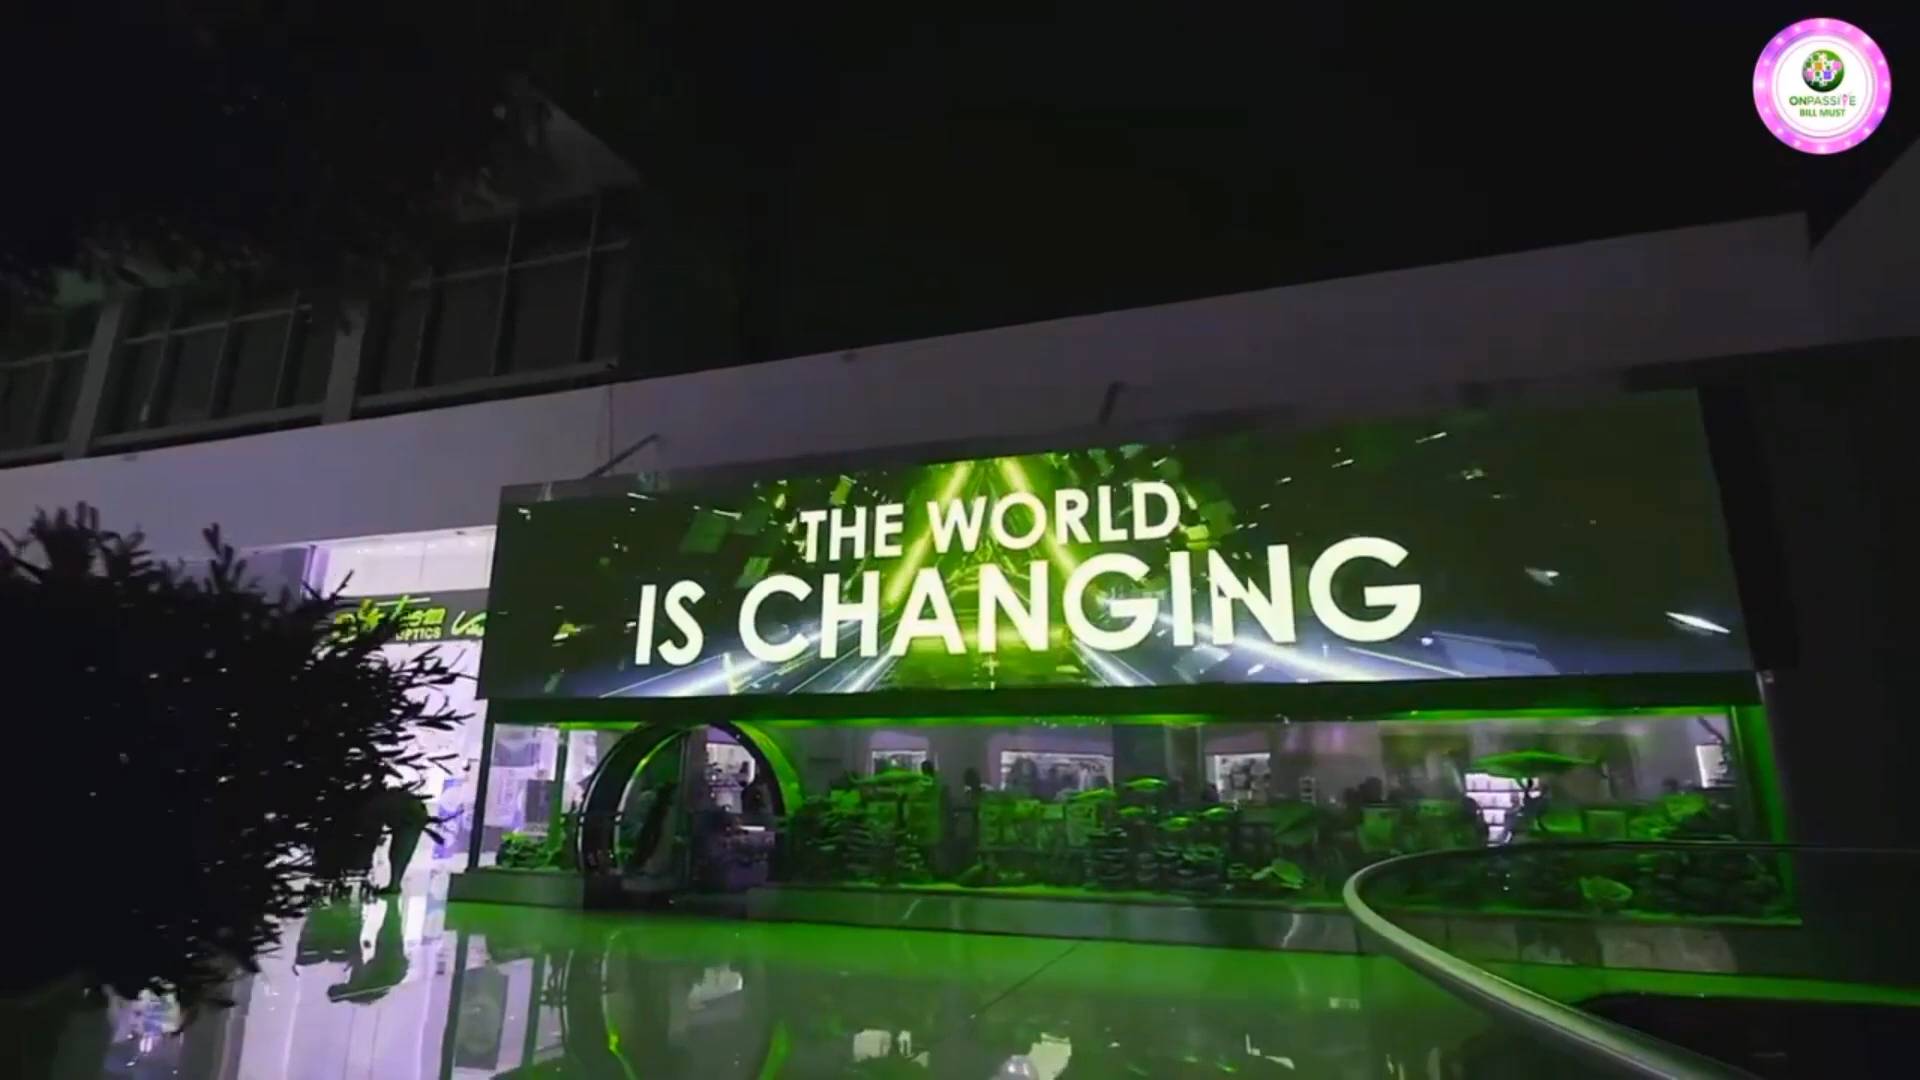 ONPASSIVE
BILL MUST
THE WORLD
IS CHANGING
OPTICS